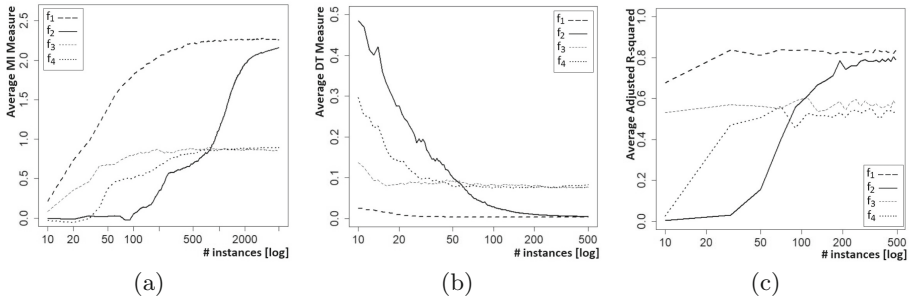 Average MI Measure
2.5
2.0
1.5
1.0
0.5
0.0
f1
f2
f3
f4
10 20 50 100 500 2000
# instances [log]
(a)
Average DT Measure
0.5
0.4
0.3
0.2
0.1
0.0
f1
f2
f3
f4
10 20 50 100 200 500
# instances [log]
(b)
Average Adjusted R-squared
1.0
0.8
0.6
0.4
0.2
0.0
f1
f2
f3
f4
10 20 50 100 200 500
# instances [log]
(c)